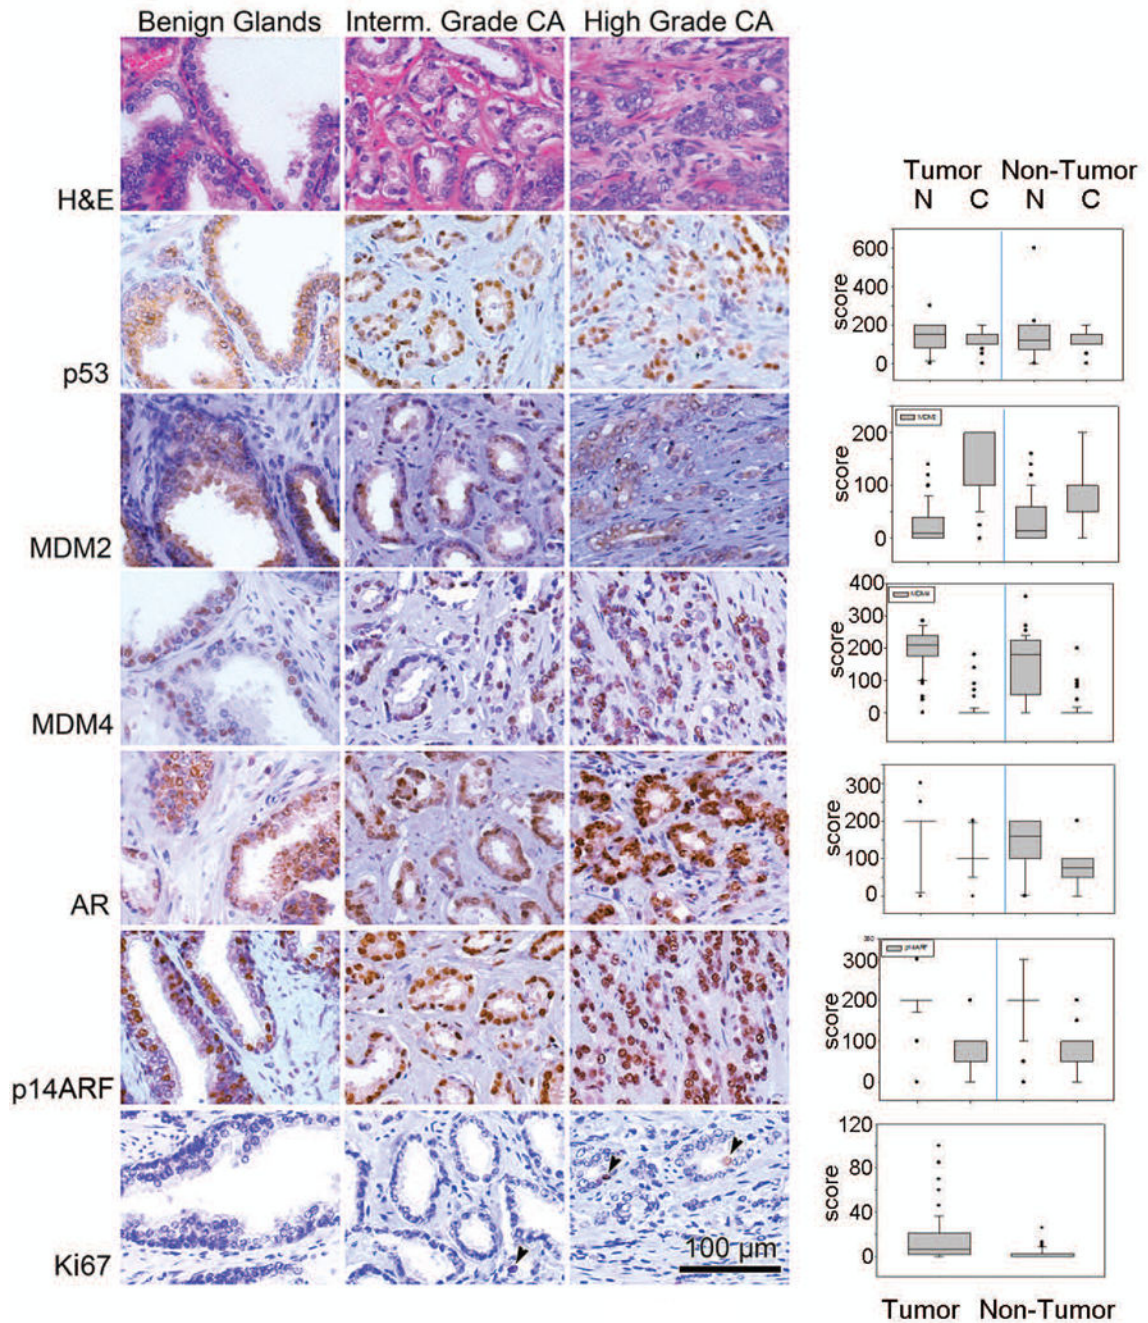 Benign Glands Interm. Grade CA High Grade CA
H&E
Tumor Non-Tumor
N C N C
p53
score
600
400
200
0
MDM2
score
200
100
0
MDM4
score
400
300
200
100
0
AR
score
300
200
100
0
p14ARF
p14ARF
score
300
200
100
0
Ki67
100 µm
score
120
80
40
0
Tumor Non-Tumor